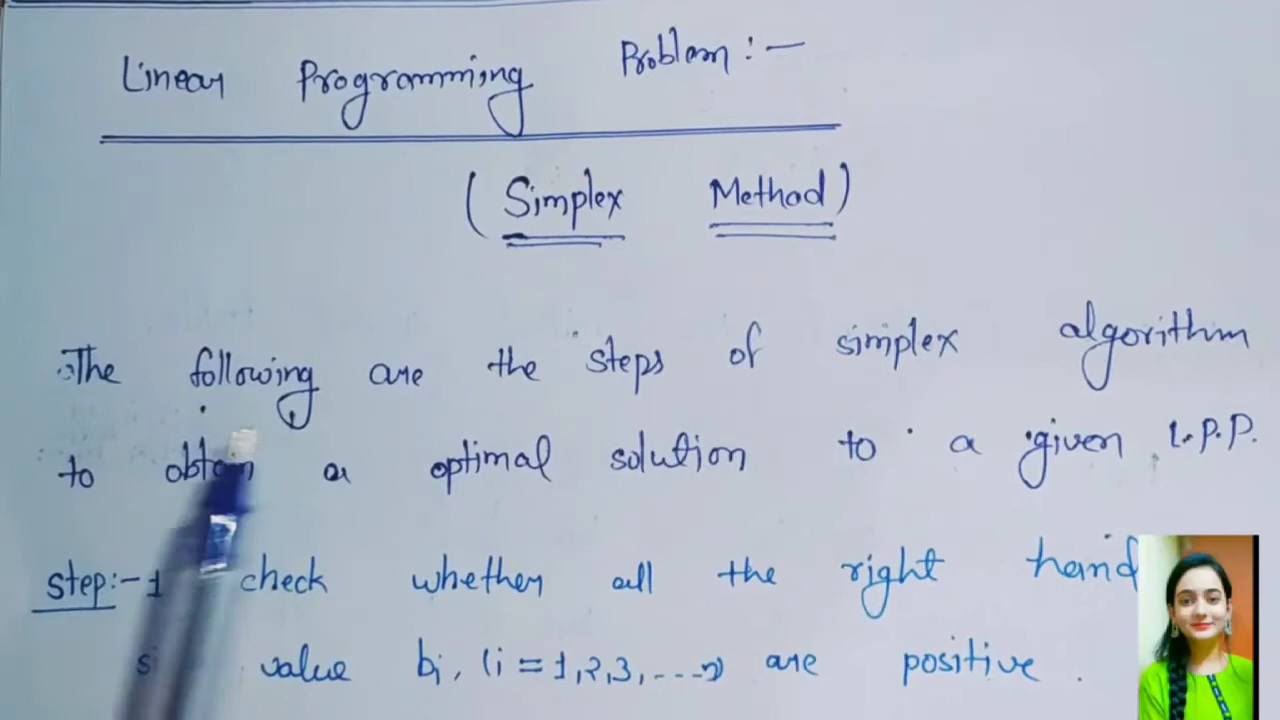 Linear Programming Problem :-
(Simplex Method)
The following are the steps of simplex algorithm
to obtain a optimal solution to a given L.P.P.
step:-1 check whether all the right hand
value bi, (i = 1,2,3, ---- are positive.